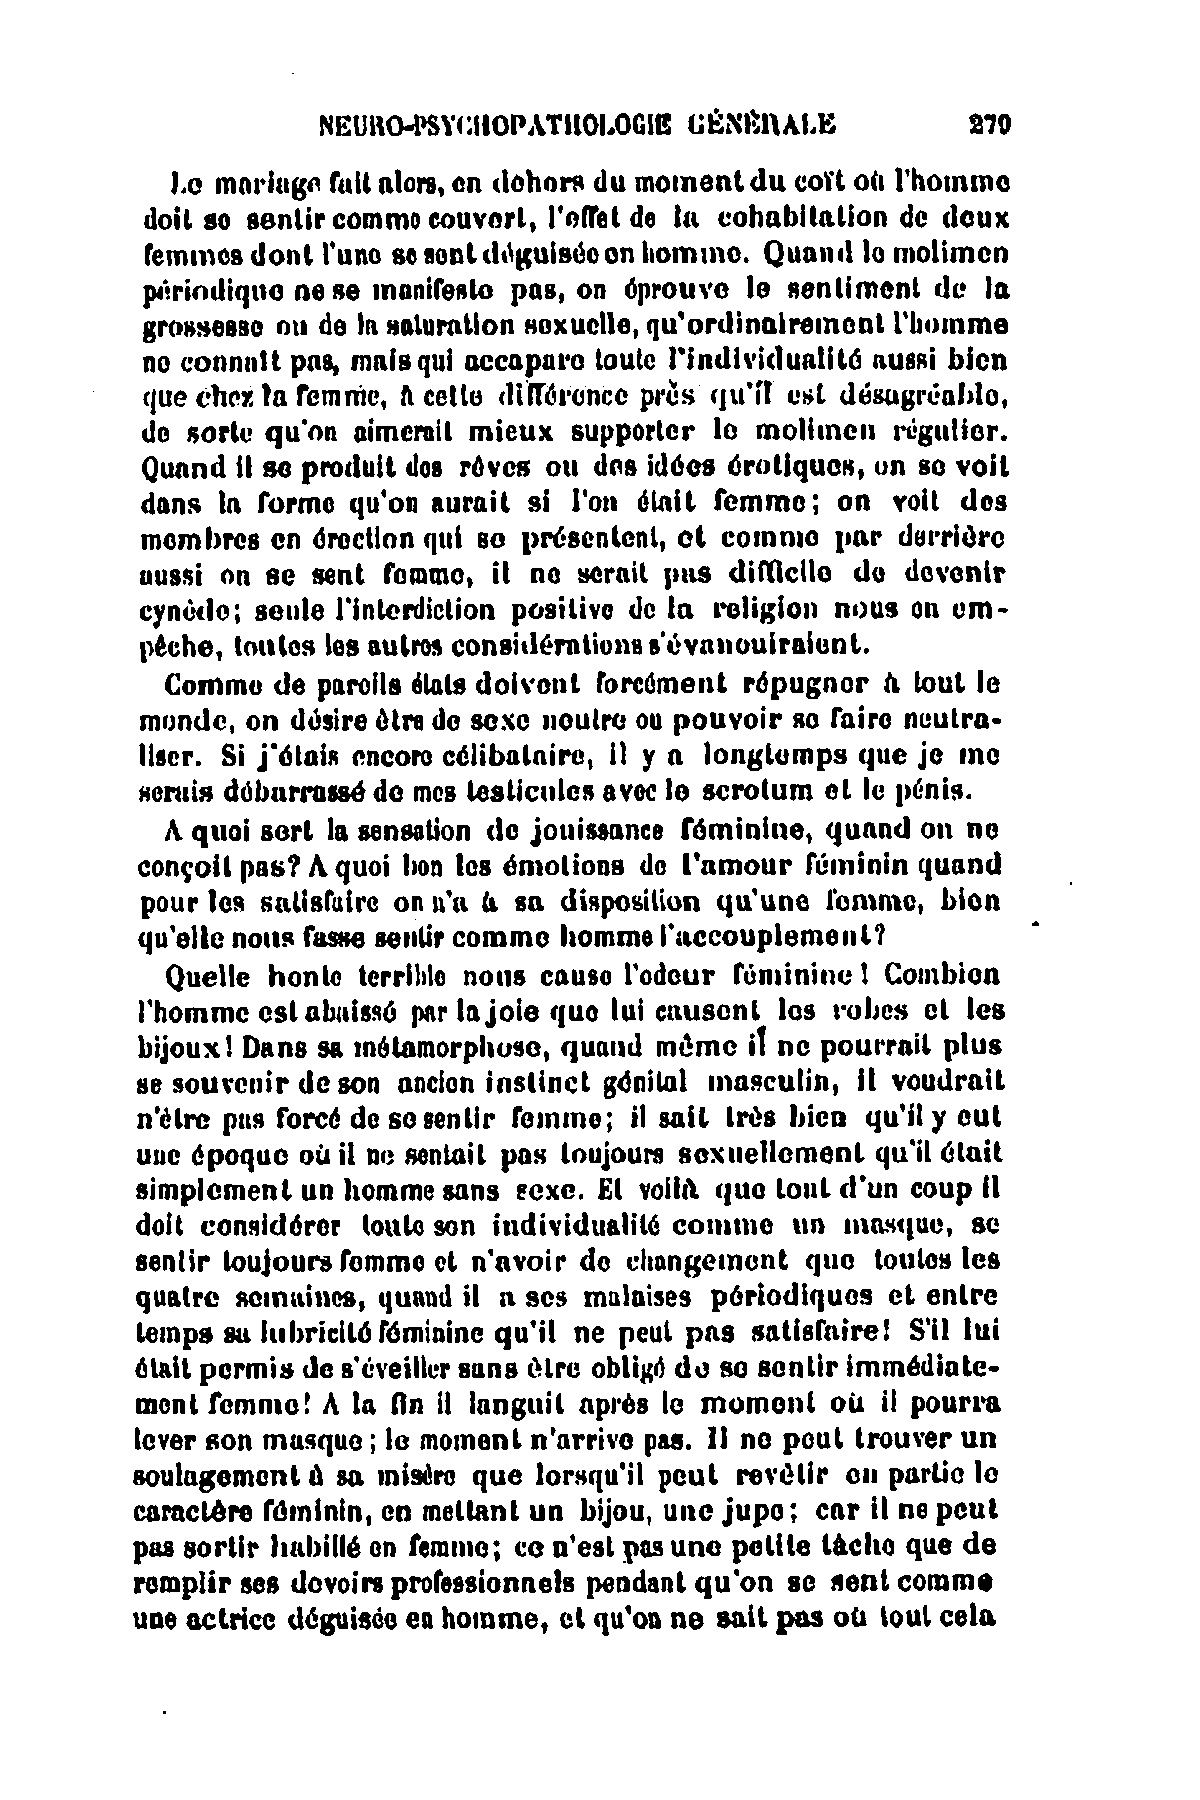 NEURO-PSYCHOPATHOLOGIE GÉNÉRALE 279
Le mariage fait alors, en dehors du moment du coït où l'homme
doit se sentir comme couvert, l'effet de la cohabitation de deux
femmes dont l'une se sent déguisée en homme. Quand le molimen
périodique ne se manifeste pas, on éprouve le sentiment de la
grossesse ou de la saturation sexuelle, qu'ordinairement l'homme
ne connaît pas, mais qui accapare toute l'individualité aussi bien
que chez la femme, à cette différence près qu'il est désagréable,
de sorte qu'on aimerait mieux supporter le molimen régulier.
Quand il se produit des rêves ou des idées érotiques, on se voit
dans la forme qu'on aurait si l'on était femme; on voit des
membres en érection qui se présentent, et comme par derrière
aussi on se sent femme, il ne serait pas difficile de devenir
cynède; seule l'interdiction positive de la religion nous en em-
pêche, toutes les autres considérations s'évanouiraient.
Comme de pareils états doivent forcément répugner à tout le
monde, on désire être de sexe neutre ou pouvoir se faire neutra-
liser. Si j'étais encore célibataire, il y a longtemps que je me
serais débarrassé de mes testicules avec le scrotum et le pénis.
A quoi sert la sensation de jouissance féminine, quand on ne
conçoit pas? A quoi bon les émotions de l'amour féminin quand
pour les satisfaire on n'a à sa disposition qu'une femme, bien
qu'elle nous fasse sentir comme homme l'accouplement?
Quelle honte terrible nous cause l'odeur féminine! Combien
l'homme est abaissé par la joie que lui causent les robes et les
bijoux! Dans sa métamorphose, quand même il ne pourrait plus
se souvenir de son ancien instinct génital masculin, il voudrait
n'être pas forcé de se sentir femme; il sait très bien qu'il y eut
une époque où il ne sentait pas toujours sexuellement qu'il était
simplement un homme sans sexe. Et voilà que tout d'un coup il
doit considérer toute son individualité comme un masque, se
sentir toujours femme et n'avoir de changement que toutes les
quatre semaines, quand il a ses malaises périodiques et entre
temps sa lubricité féminine qu'il ne peut pas satisfaire! S'il lui
était permis de s'éveiller sans être obligé de se sentir immédiate-
ment femme! A la fin il languit après le moment où il pourra
lever son masque; le moment n'arrive pas. Il ne peut trouver un
soulagement à sa misère que lorsqu'il peut revêtir en partie le
caractère féminin, en mettant un bijou, une jupe; car il ne peut
pas sortir habillé en femme; ce n'est pas une petite tâche que de
remplir ses devoirs professionnels pendant qu'on se sent comme
une actrice déguisée en homme, et qu'on ne sait pas où tout cela